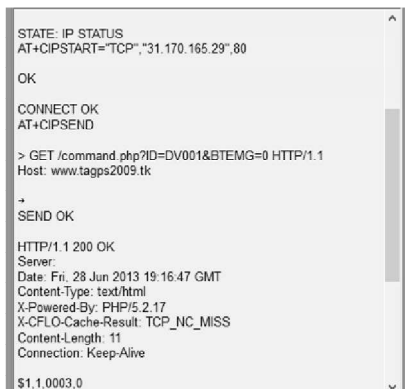 STATE: IP STATUS
AT+CIPSTART="TCP","31.170.165.29",80
OK
CONNECT OK
AT+CIPSEND
> GET /command.php?ID=DV001&BTEMG=0 HTTP/1.1
Host: www.tagps2009.tk
→
SEND OK
HTTP/1.1 200 OK
Server:
Date: Fri, 28 Jun 2013 19:16:47 GMT
Content-Type: text/html
X-Powered-By: PHP/5.2.17
X-CFLO-Cache-Result: TCP_NC_MISS
Content-Length: 11
Connection: Keep-Alive
$1,1,0003,0